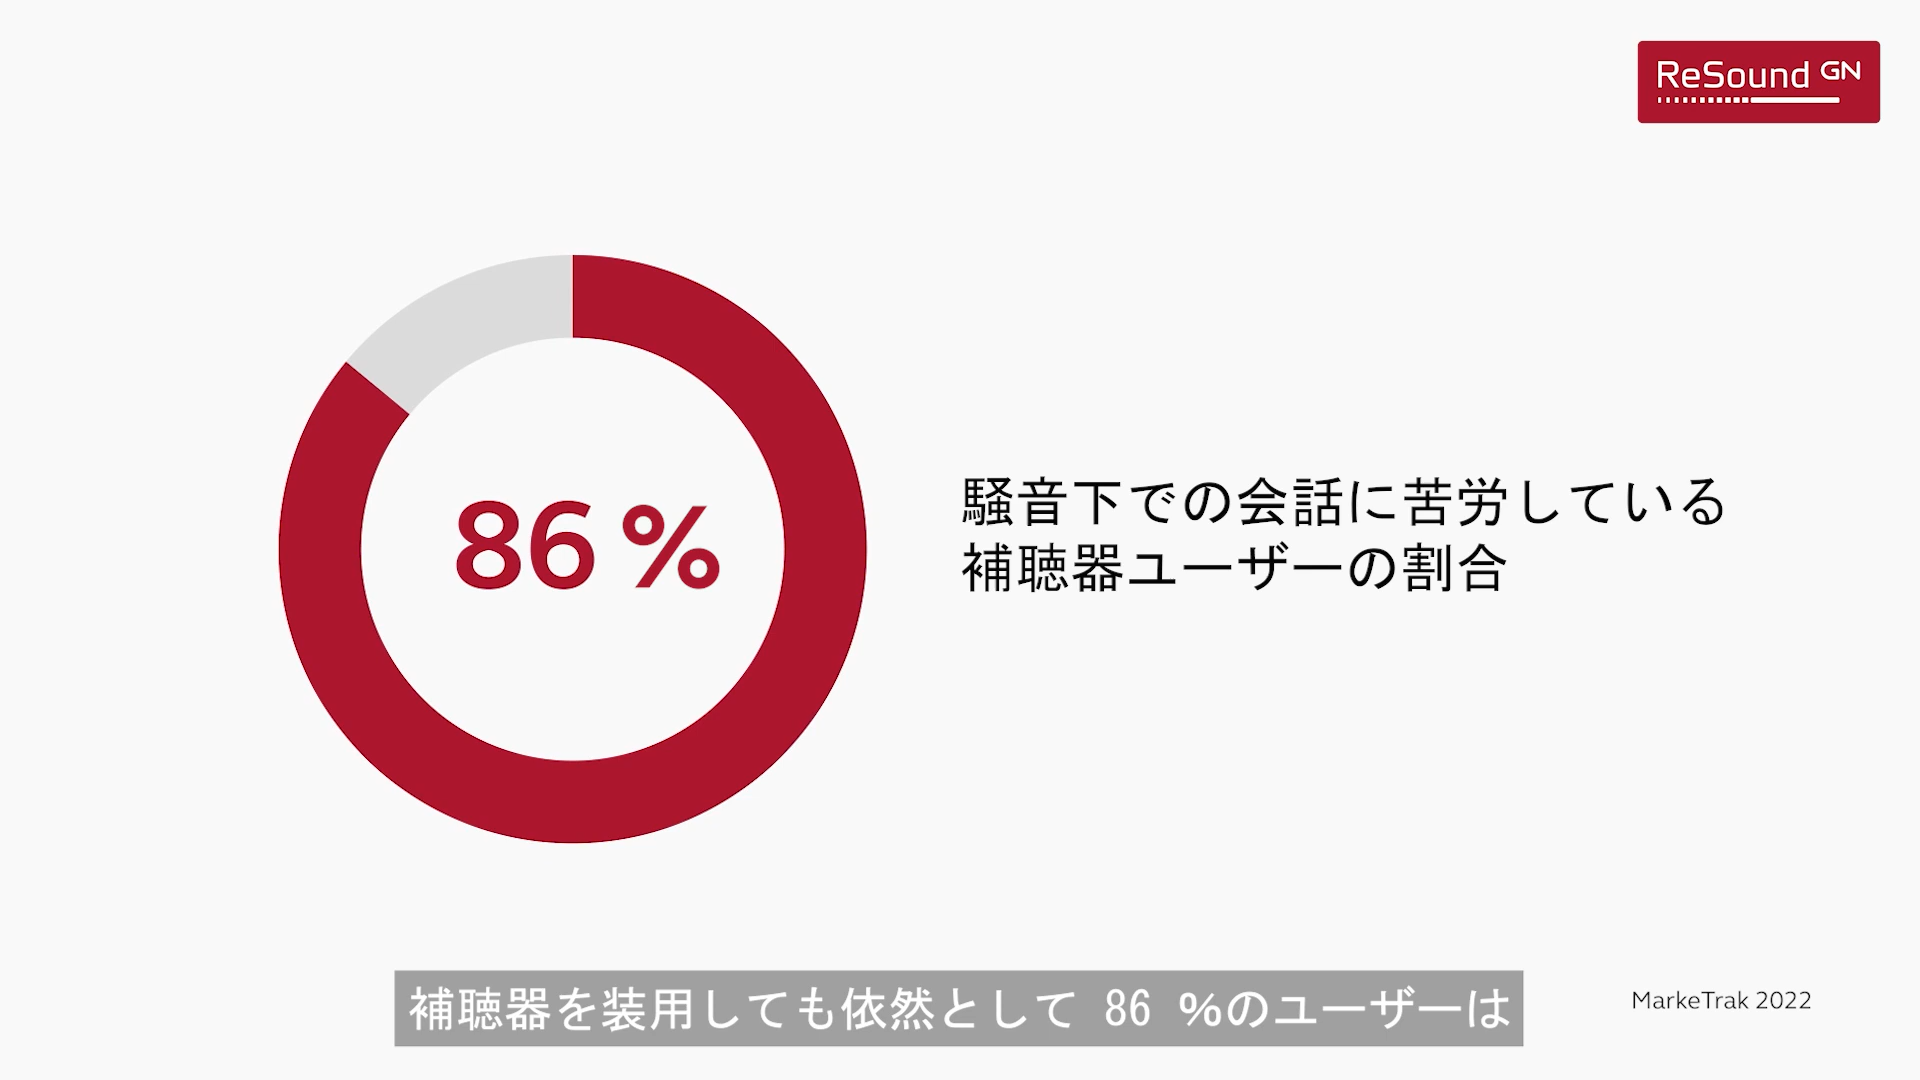 ReSound GN
86 %
騒音下での会話に苦労している
補聴器ユーザーの割合
補聴器を装用しても依然として 86 %のユーザーは
MarkeTrak 2022